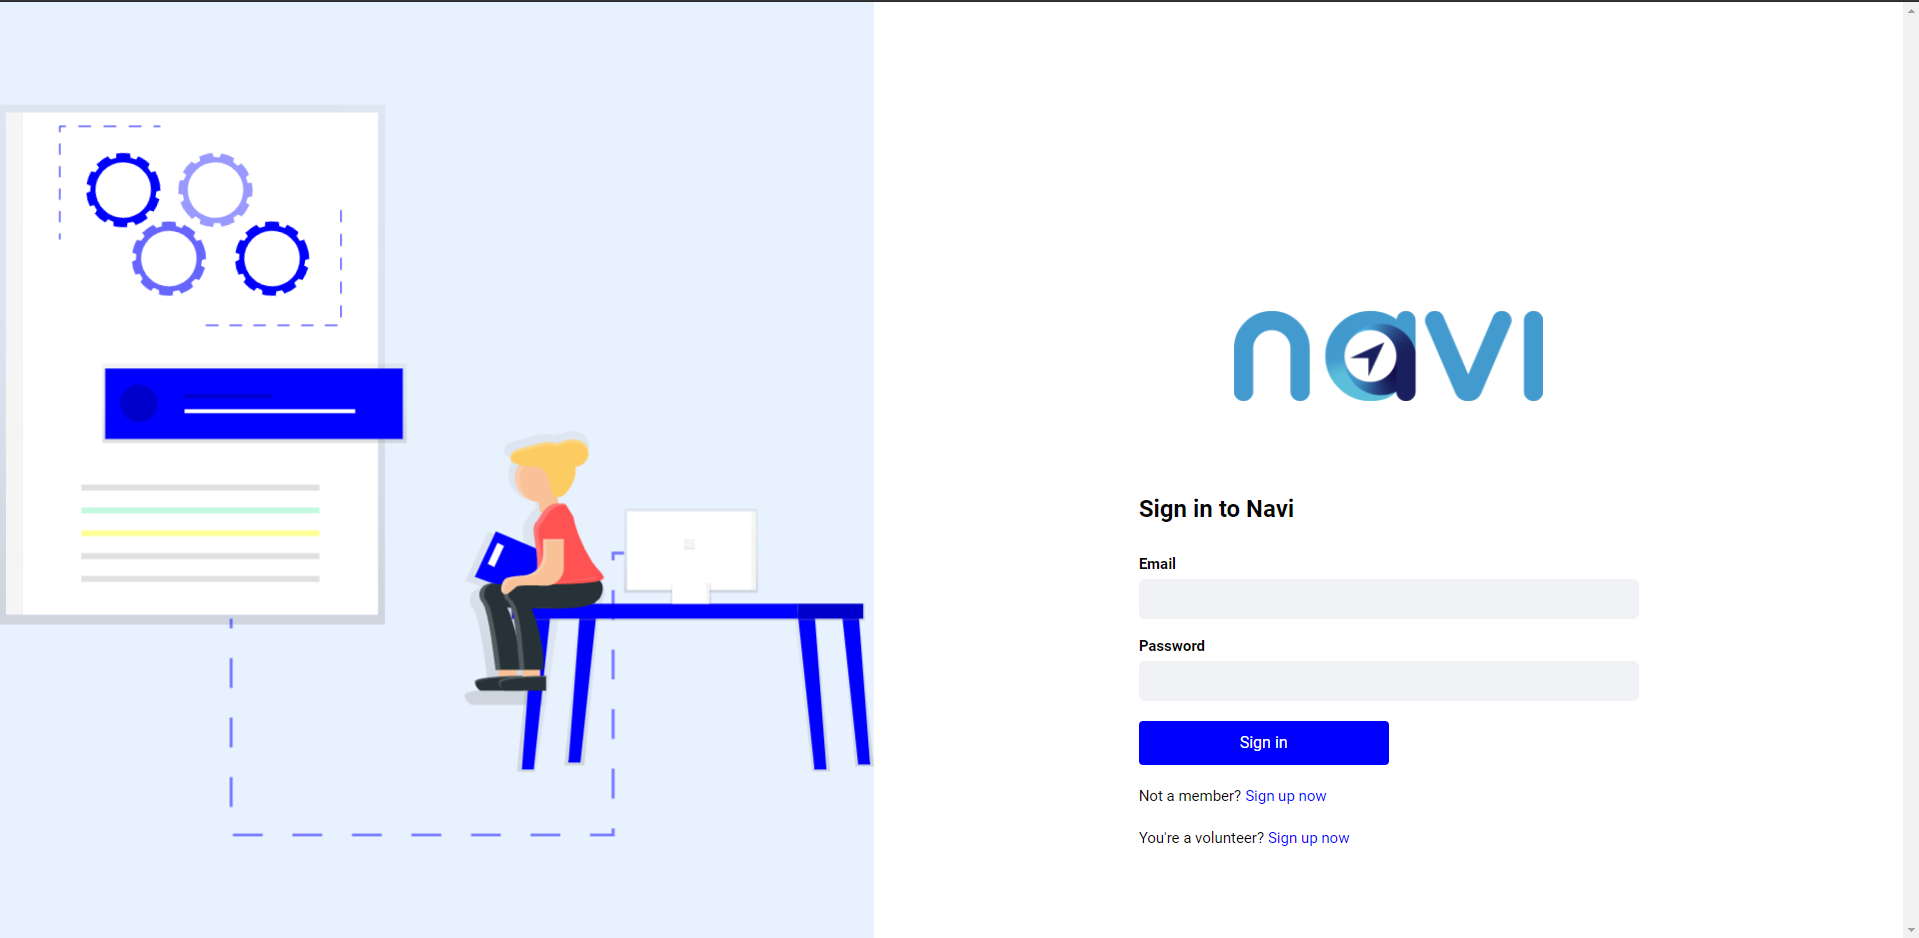 navi
Sign in to Navi
Email
Password
Sign in
Not a member? Sign up now
You're a volunteer? Sign up now